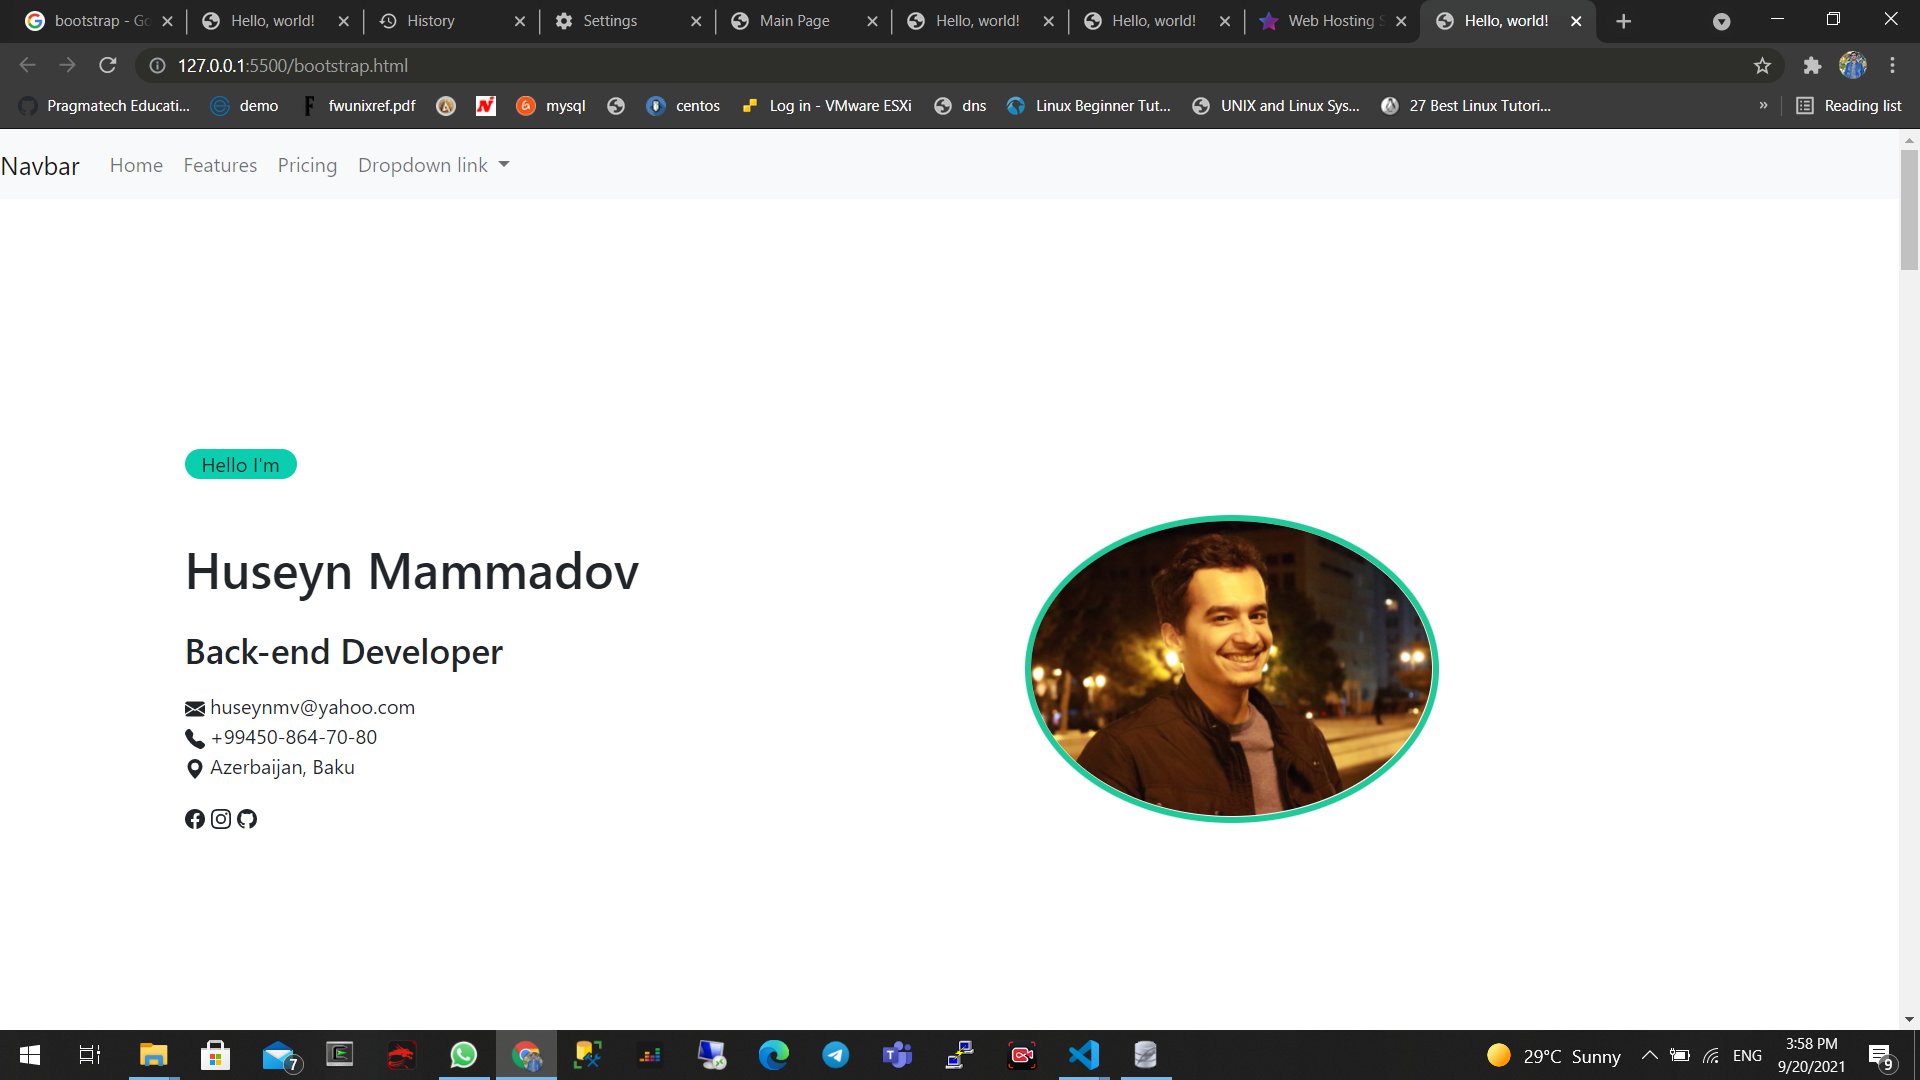 bootstrap - Go
Hello, world!
History
Settings
Main Page
Hello, world!
Hello, world!
Web Hosting S
Hello, world!
127.0.0.1:5500/bootstrap.html
Pragmatech Educati...
demo
fwunixref.pdf
mysql
centos
Log in - VMware ESXi
dns
Linux Beginner Tut...
UNIX and Linux Sys...
27 Best Linux Tutori...
»
Reading list
Navbar
Home
Features
Pricing
Dropdown link
Hello I'm
Huseyn Mammadov
Back-end Developer
huseynmv@yahoo.com
+99450-864-70-80
Azerbaijan, Baku
7
29°C Sunny
ENG
3:58 PM
9/20/2021
9